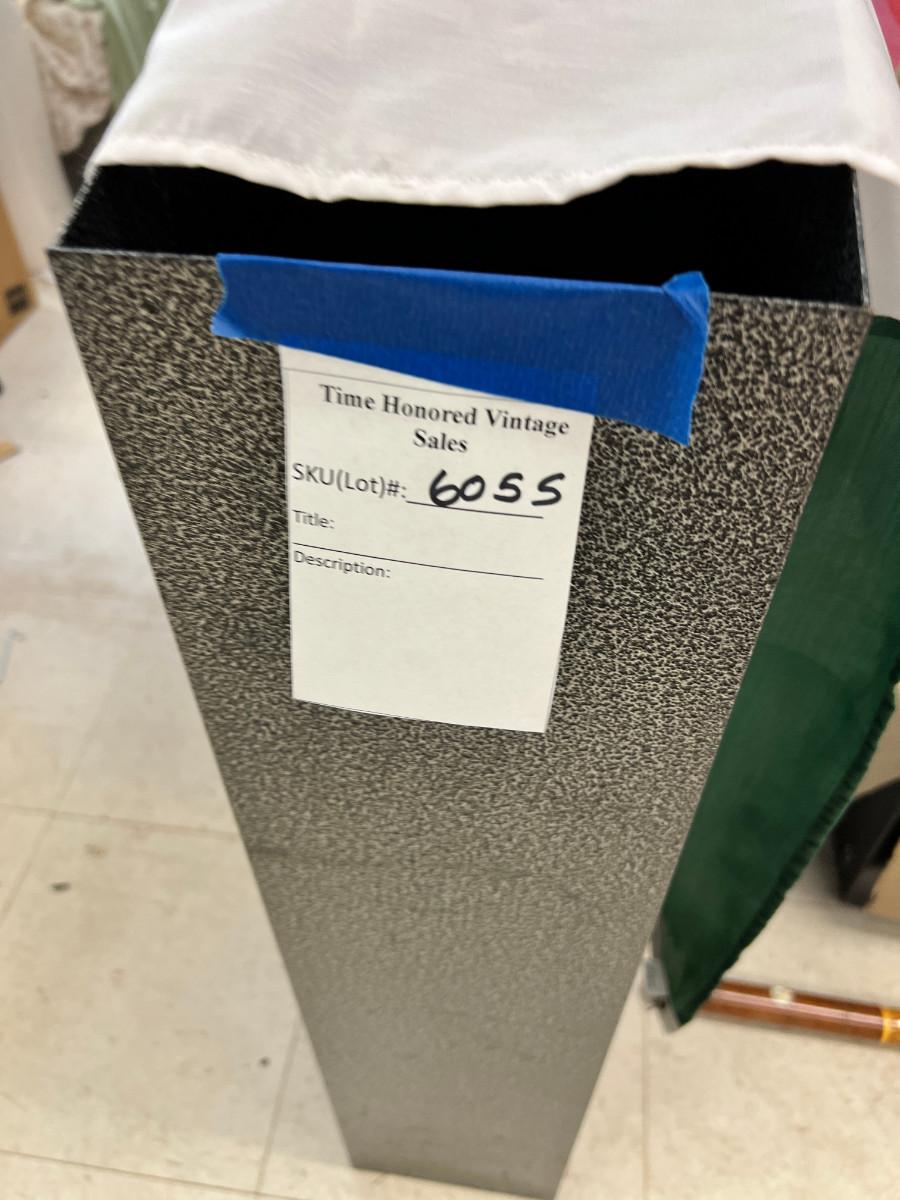 Time Honored Vintage
Sales
SKU(Lot)#: 6055
Title:
Description: